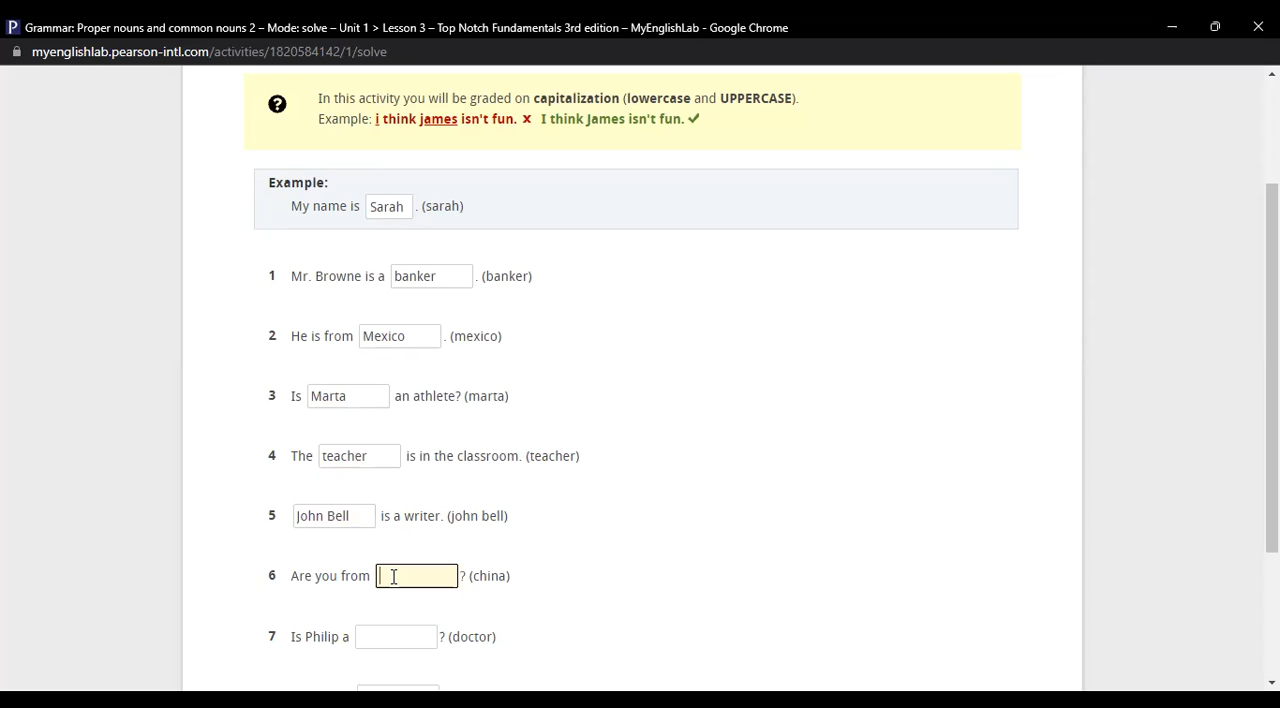 Grammar: Proper nouns and common nouns 2 – Mode: solve – Unit 1 > Lesson 3 – Top Notch Fundamentals 3rd edition – MyEnglishLab - Google Chrome
myenglishlab.pearson-intl.com/activities/1820584142/1/solve
In this activity you will be graded on capitalization (lowercase and UPPERCASE).
Example: i think james isn't fun. ✗ I think James isn't fun. ✓
Example:
My name is Sarah . (sarah)
1 Mr. Browne is a banker . (banker)
2 He is from Mexico . (mexico)
3 Is Marta an athlete? (marta)
4 The teacher is in the classroom. (teacher)
5 John Bell is a writer. (john bell)
6 Are you from ? (china)
7 Is Philip a ? (doctor)